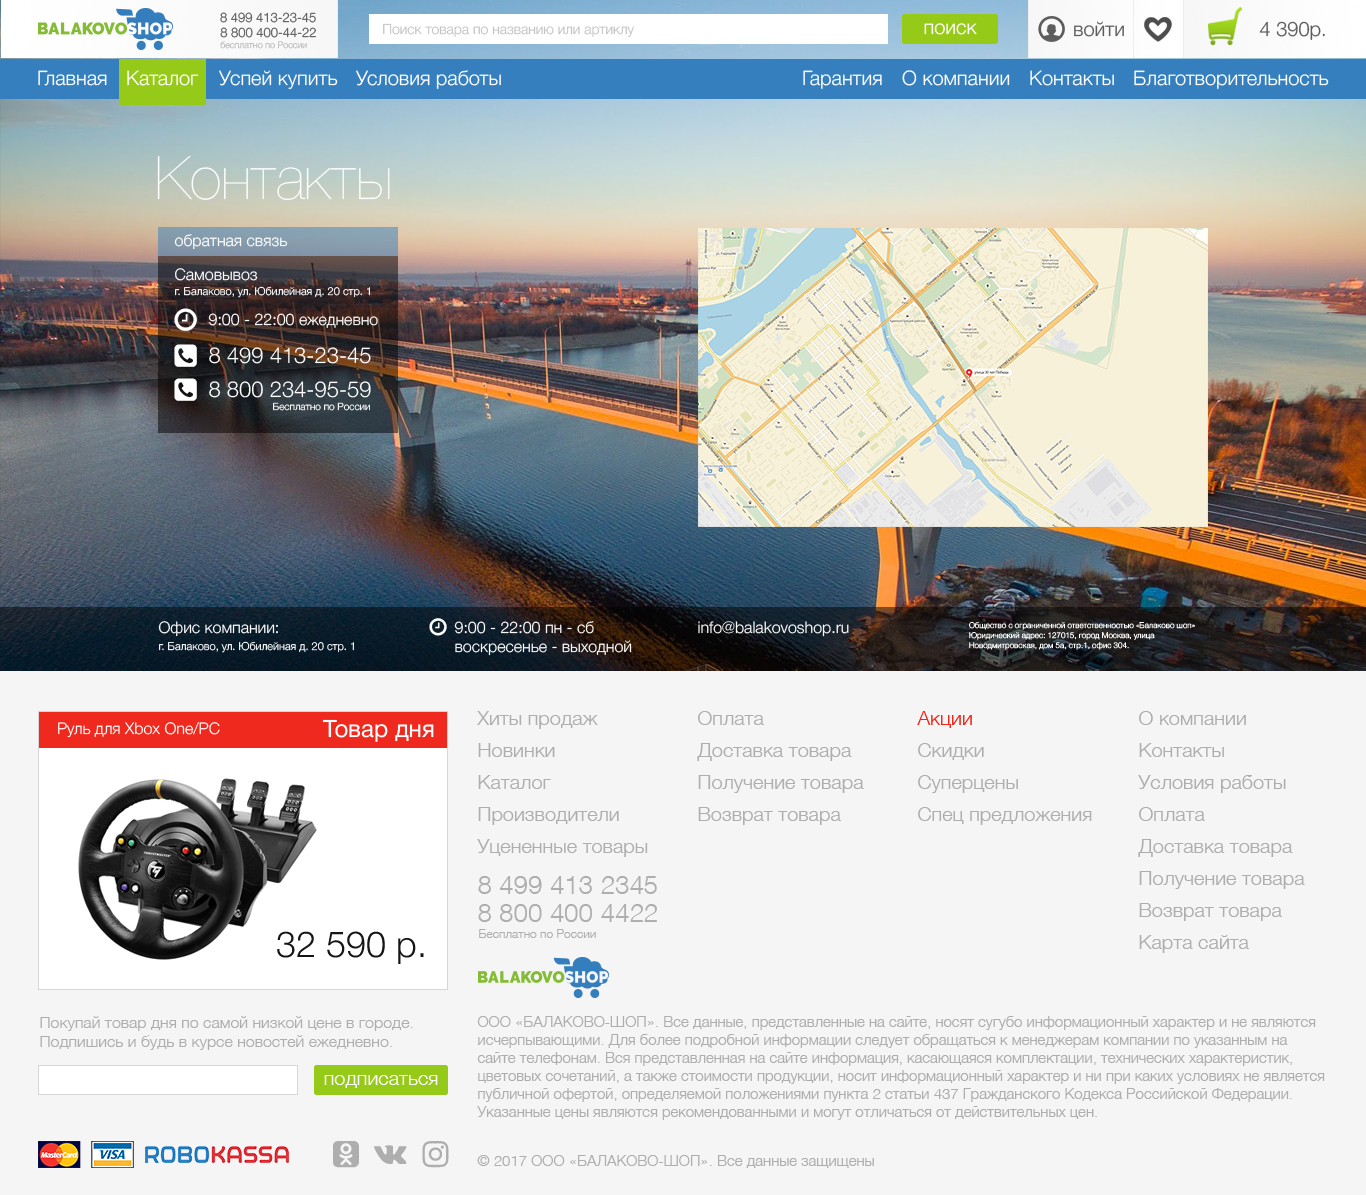 BALAKOVOSHOP
8 499 413-23-45
8 800 400-44-22
бесплатно по России
Поиск товара по названию или артиклу
ПОИСК
войти
4 390р.
Главная
Каталог
Успей купить
Условия работы
Гарантия
О компании
Контакты
Благотворительность
Контакты
обратная связь
Самовывоз
г. Балаково, ул. Юбилейная д. 20 стр. 1
9:00 - 22:00 ежедневно
8 499 413-23-45
8 800 234-95-59
Бесплатно по России
Офис компании:
г. Балаково, ул. Юбилейная д. 20 стр. 1
9:00 - 22:00 пн - сб
воскресенье - выходной
info@balakovoshop.ru
Общество с ограниченной ответственностью «Балаково шоп»
Юридический адрес: 127015, город Москва, улица
Новодмитровская, дом 5а, стр.1, офис 304.
Руль для Xbox One/PC
Товар дня
32 590 р.
Покупай товар дня по самой низкой цене в городе.
Подпишись и будь в курсе новостей ежедневно.
подписаться
MasterCard
VISA
ROBOKASSA
Хиты продаж
Новинки
Каталог
Производители
Уцененные товары
8 499 413 2345
8 800 400 4422
Бесплатно по России
Оплата
Доставка товара
Получение товара
Возврат товара
Акции
Скидки
Суперцены
Спец предложения
О компании
Контакты
Условия работы
Оплата
Доставка товара
Получение товара
Возврат товара
Карта сайта
BALAKOVOSHOP
ООО «БАЛАКОВО-ШОП». Все данные, представленные на сайте, носят сугубо информационный характер и не являются
исчерпывающими. Для более подробной информации следует обращаться к менеджерам компании по указанным на
сайте телефонам. Вся представленная на сайте информация, касающаяся комплектации, технических характеристик,
цветовых сочетаний, а также стоимости продукции, носит информационный характер и ни при каких условиях не является
публичной офертой, определяемой положениями пункта 2 статьи 437 Гражданского Кодекса Российской Федерации.
Указанные цены являются рекомендованными и могут отличаться от действительных цен.
© 2017 ООО «БАЛАКОВО-ШОП». Все данные защищены